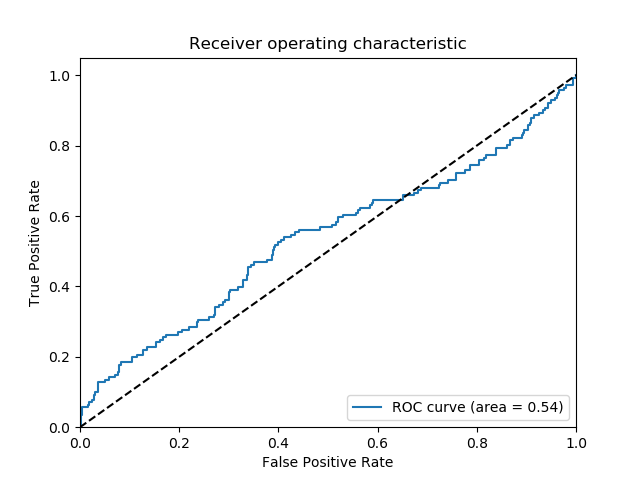 Receiver operating characteristic
True Positive Rate
1.0
0.8
0.6
0.4
0.2
0.0
0.0 0.2 0.4 0.6 0.8 1.0
False Positive Rate
ROC curve (area = 0.54)